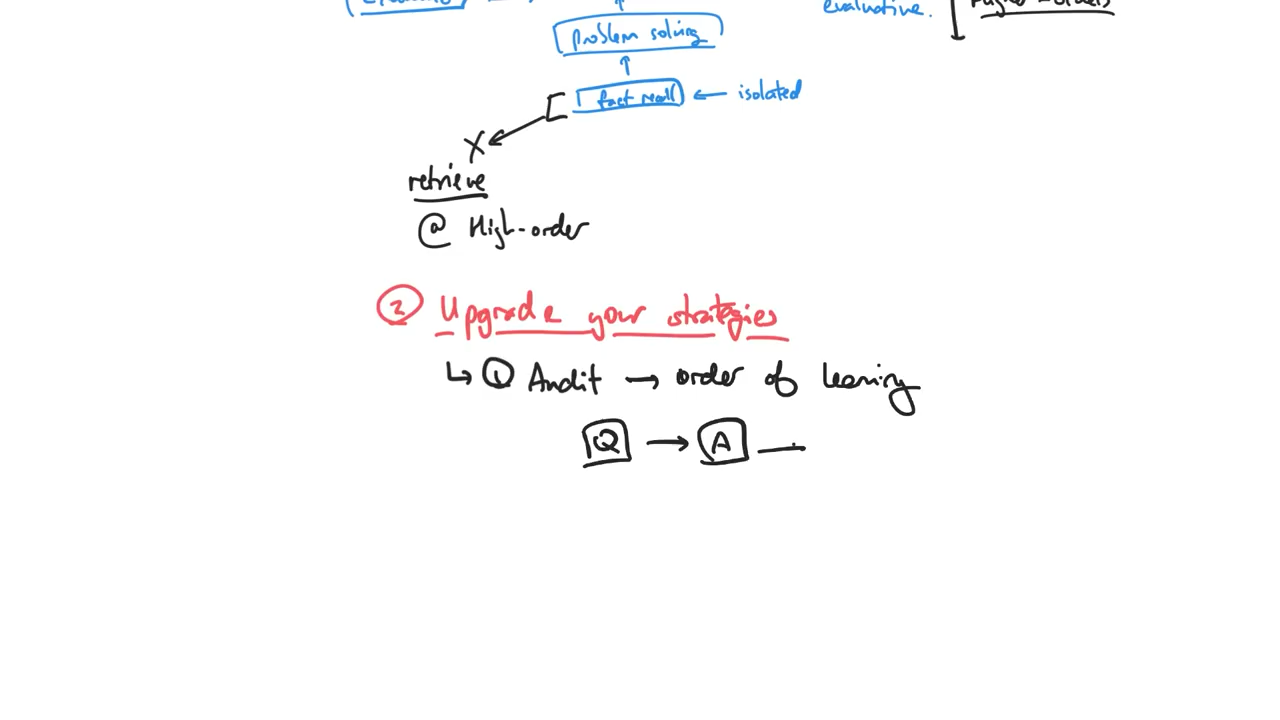 evaluative.
problem solving
fact recall ← isolated
X
retrieve
@ High-order
② Upgrade your strategies
↳ ① Audit → order of learning
Q → A —